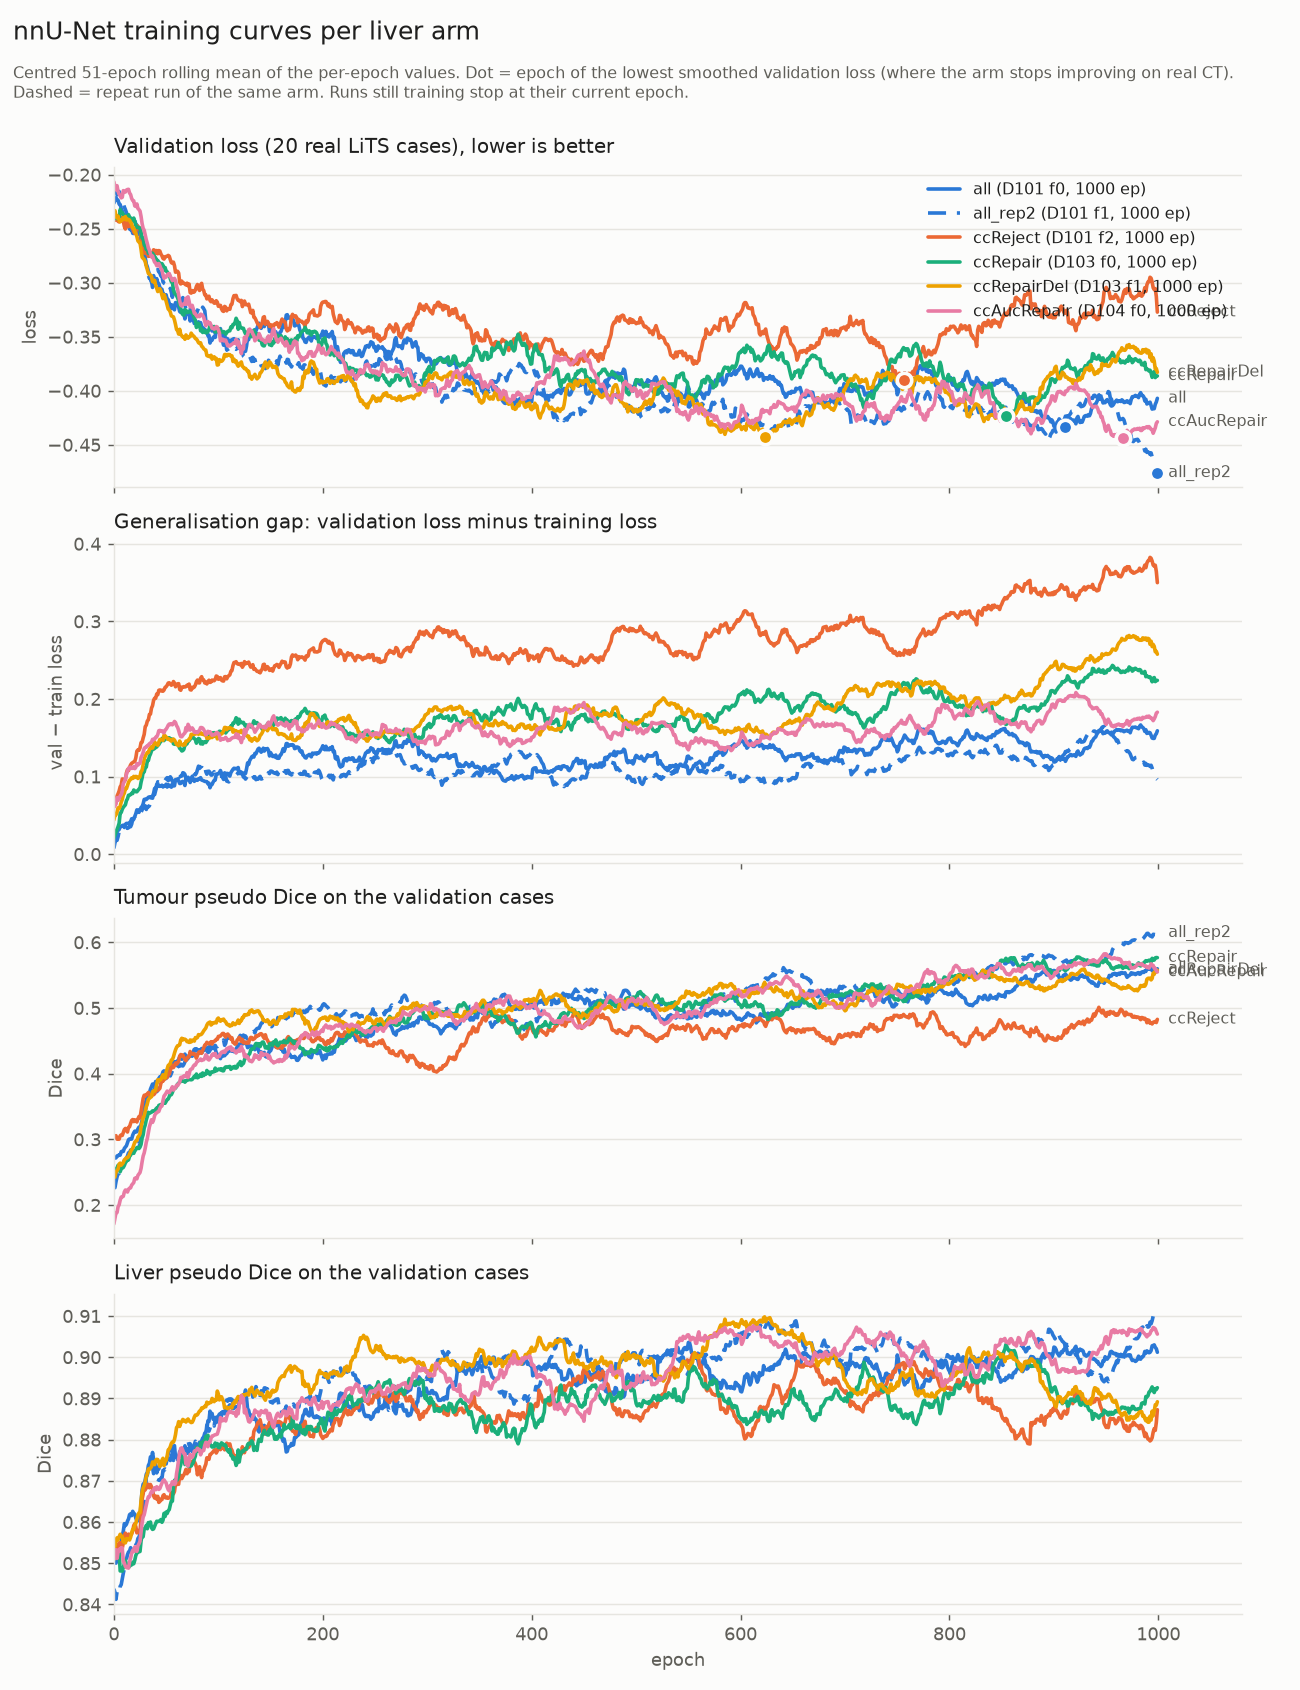 nnU-Net training curves per liver arm
Centred 51-epoch rolling mean of the per-epoch values. Dot = epoch of the lowest smoothed validation loss (where the arm stops improving on real CT).
Dashed = repeat run of the same arm. Runs still training stop at their current epoch.
Validation loss (20 real LiTS cases), lower is better
−0.20
−0.25
−0.30
−0.35
−0.40
−0.45
loss
all (D101 f0, 1000 ep)
all_rep2 (D101 f1, 1000 ep)
ccReject (D101 f2, 1000 ep)
ccRepair (D103 f0, 1000 ep)
ccRepairDel (D103 f1, 1000 ep)
ccAucRepair (D104 f0, 1000 ep)
ccReject
ccRepairDel
ccRepair
all
ccAucRepair
all_rep2
Generalisation gap: validation loss minus training loss
0.4
0.3
0.2
0.1
0.0
val − train loss
Tumour pseudo Dice on the validation cases
0.6
0.5
0.4
0.3
0.2
Dice
all_rep2
ccRepair
all
ccRepairDel
ccAucRepair
ccReject
Liver pseudo Dice on the validation cases
0.91
0.90
0.89
0.88
0.87
0.86
0.85
0.84
Dice
0
200
400
600
800
1000
epoch